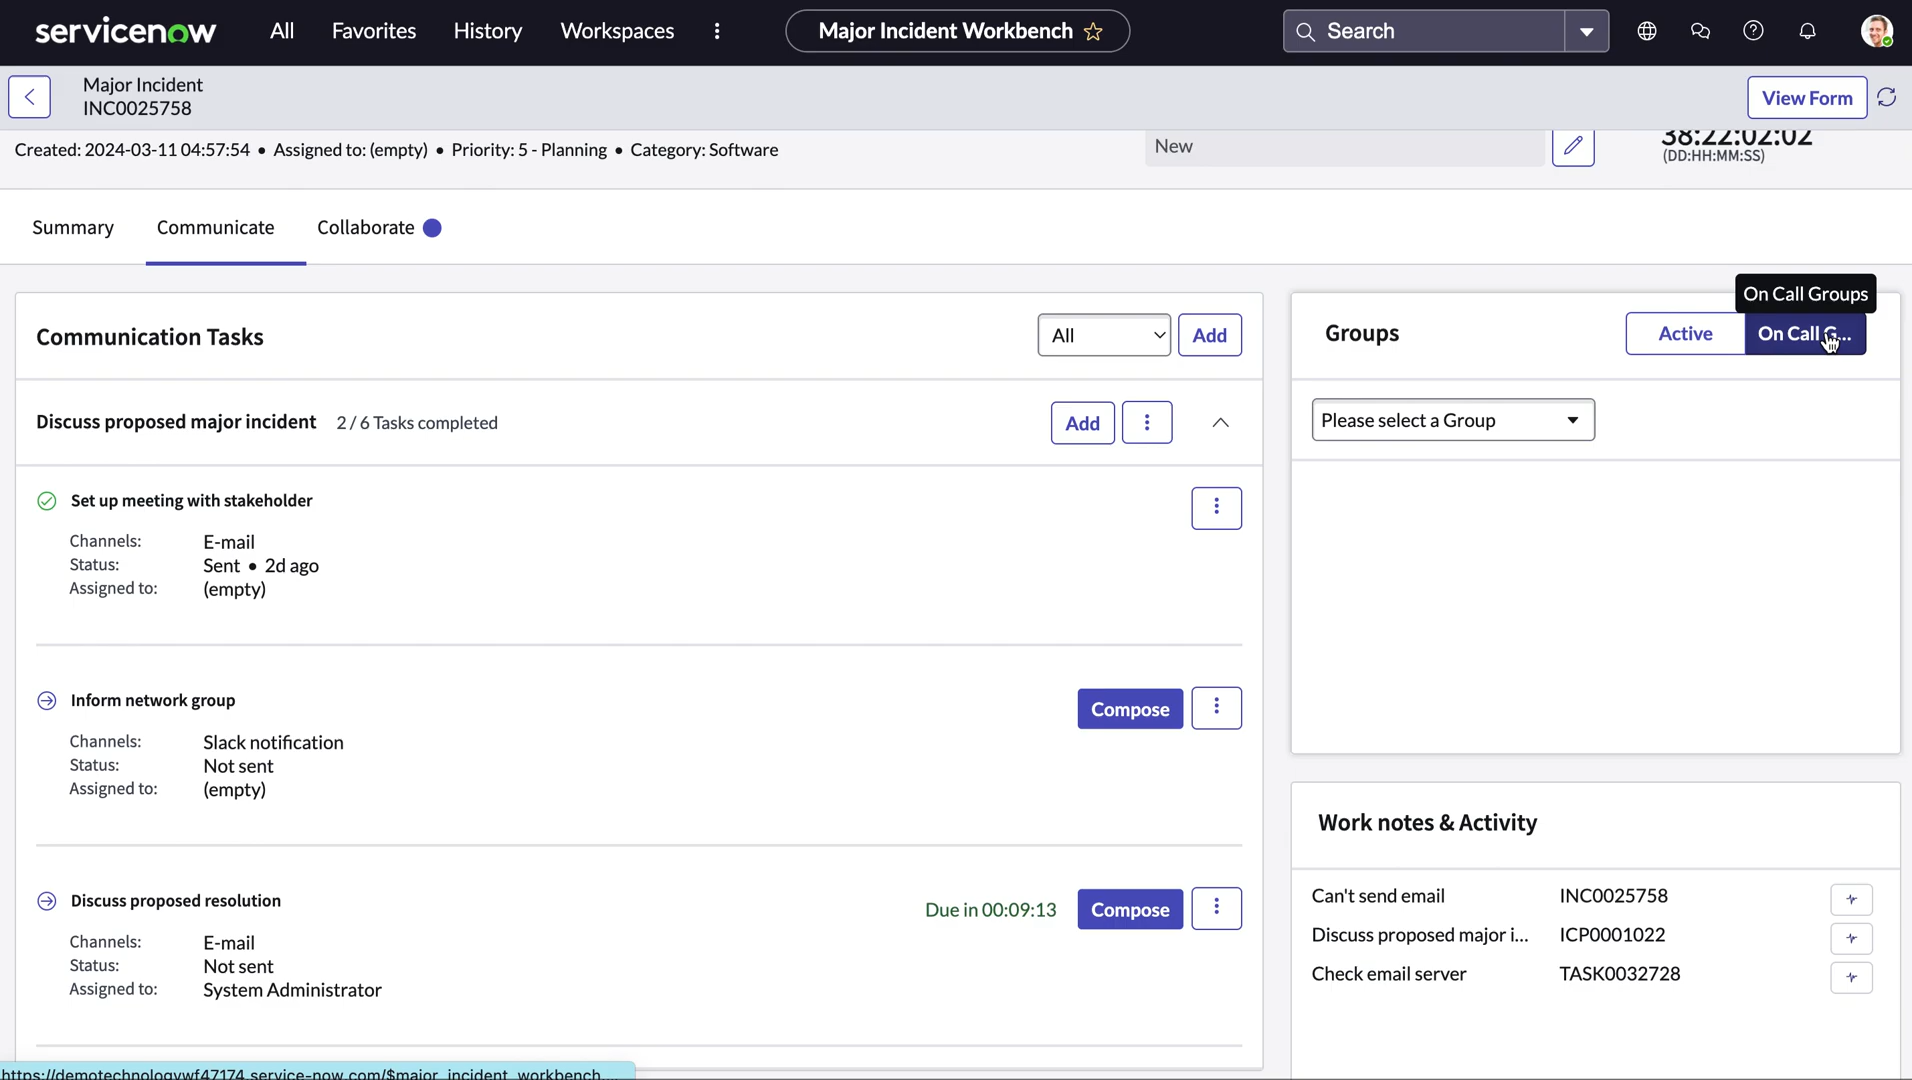 servicenow All Favorites History Workspaces Major Incident Workbench Search
Major Incident
INC0025758
View Form
Created: 2024-03-11 04:57:54 • Assigned to: (empty) • Priority: 5 - Planning • Category: Software
New
38:22:02:02
(DD:HH:MM:SS)
Summary Communicate Collaborate
On Call Groups
Communication Tasks All Add
Groups Active On Call G...
Discuss proposed major incident 2 / 6 Tasks completed Add
Please select a Group
Set up meeting with stakeholder
Channels: E-mail
Status: Sent • 2d ago
Assigned to: (empty)
Inform network group Compose
Channels: Slack notification
Status: Not sent
Assigned to: (empty)
Discuss proposed resolution Due in 00:09:13 Compose
Channels: E-mail
Status: Not sent
Assigned to: System Administrator
Work notes & Activity
Can't send email INC0025758
Discuss proposed major i... ICP0001022
Check email server TASK0032728
https://demotechnologywf47174.service-now.com/$major_incident_workbench....